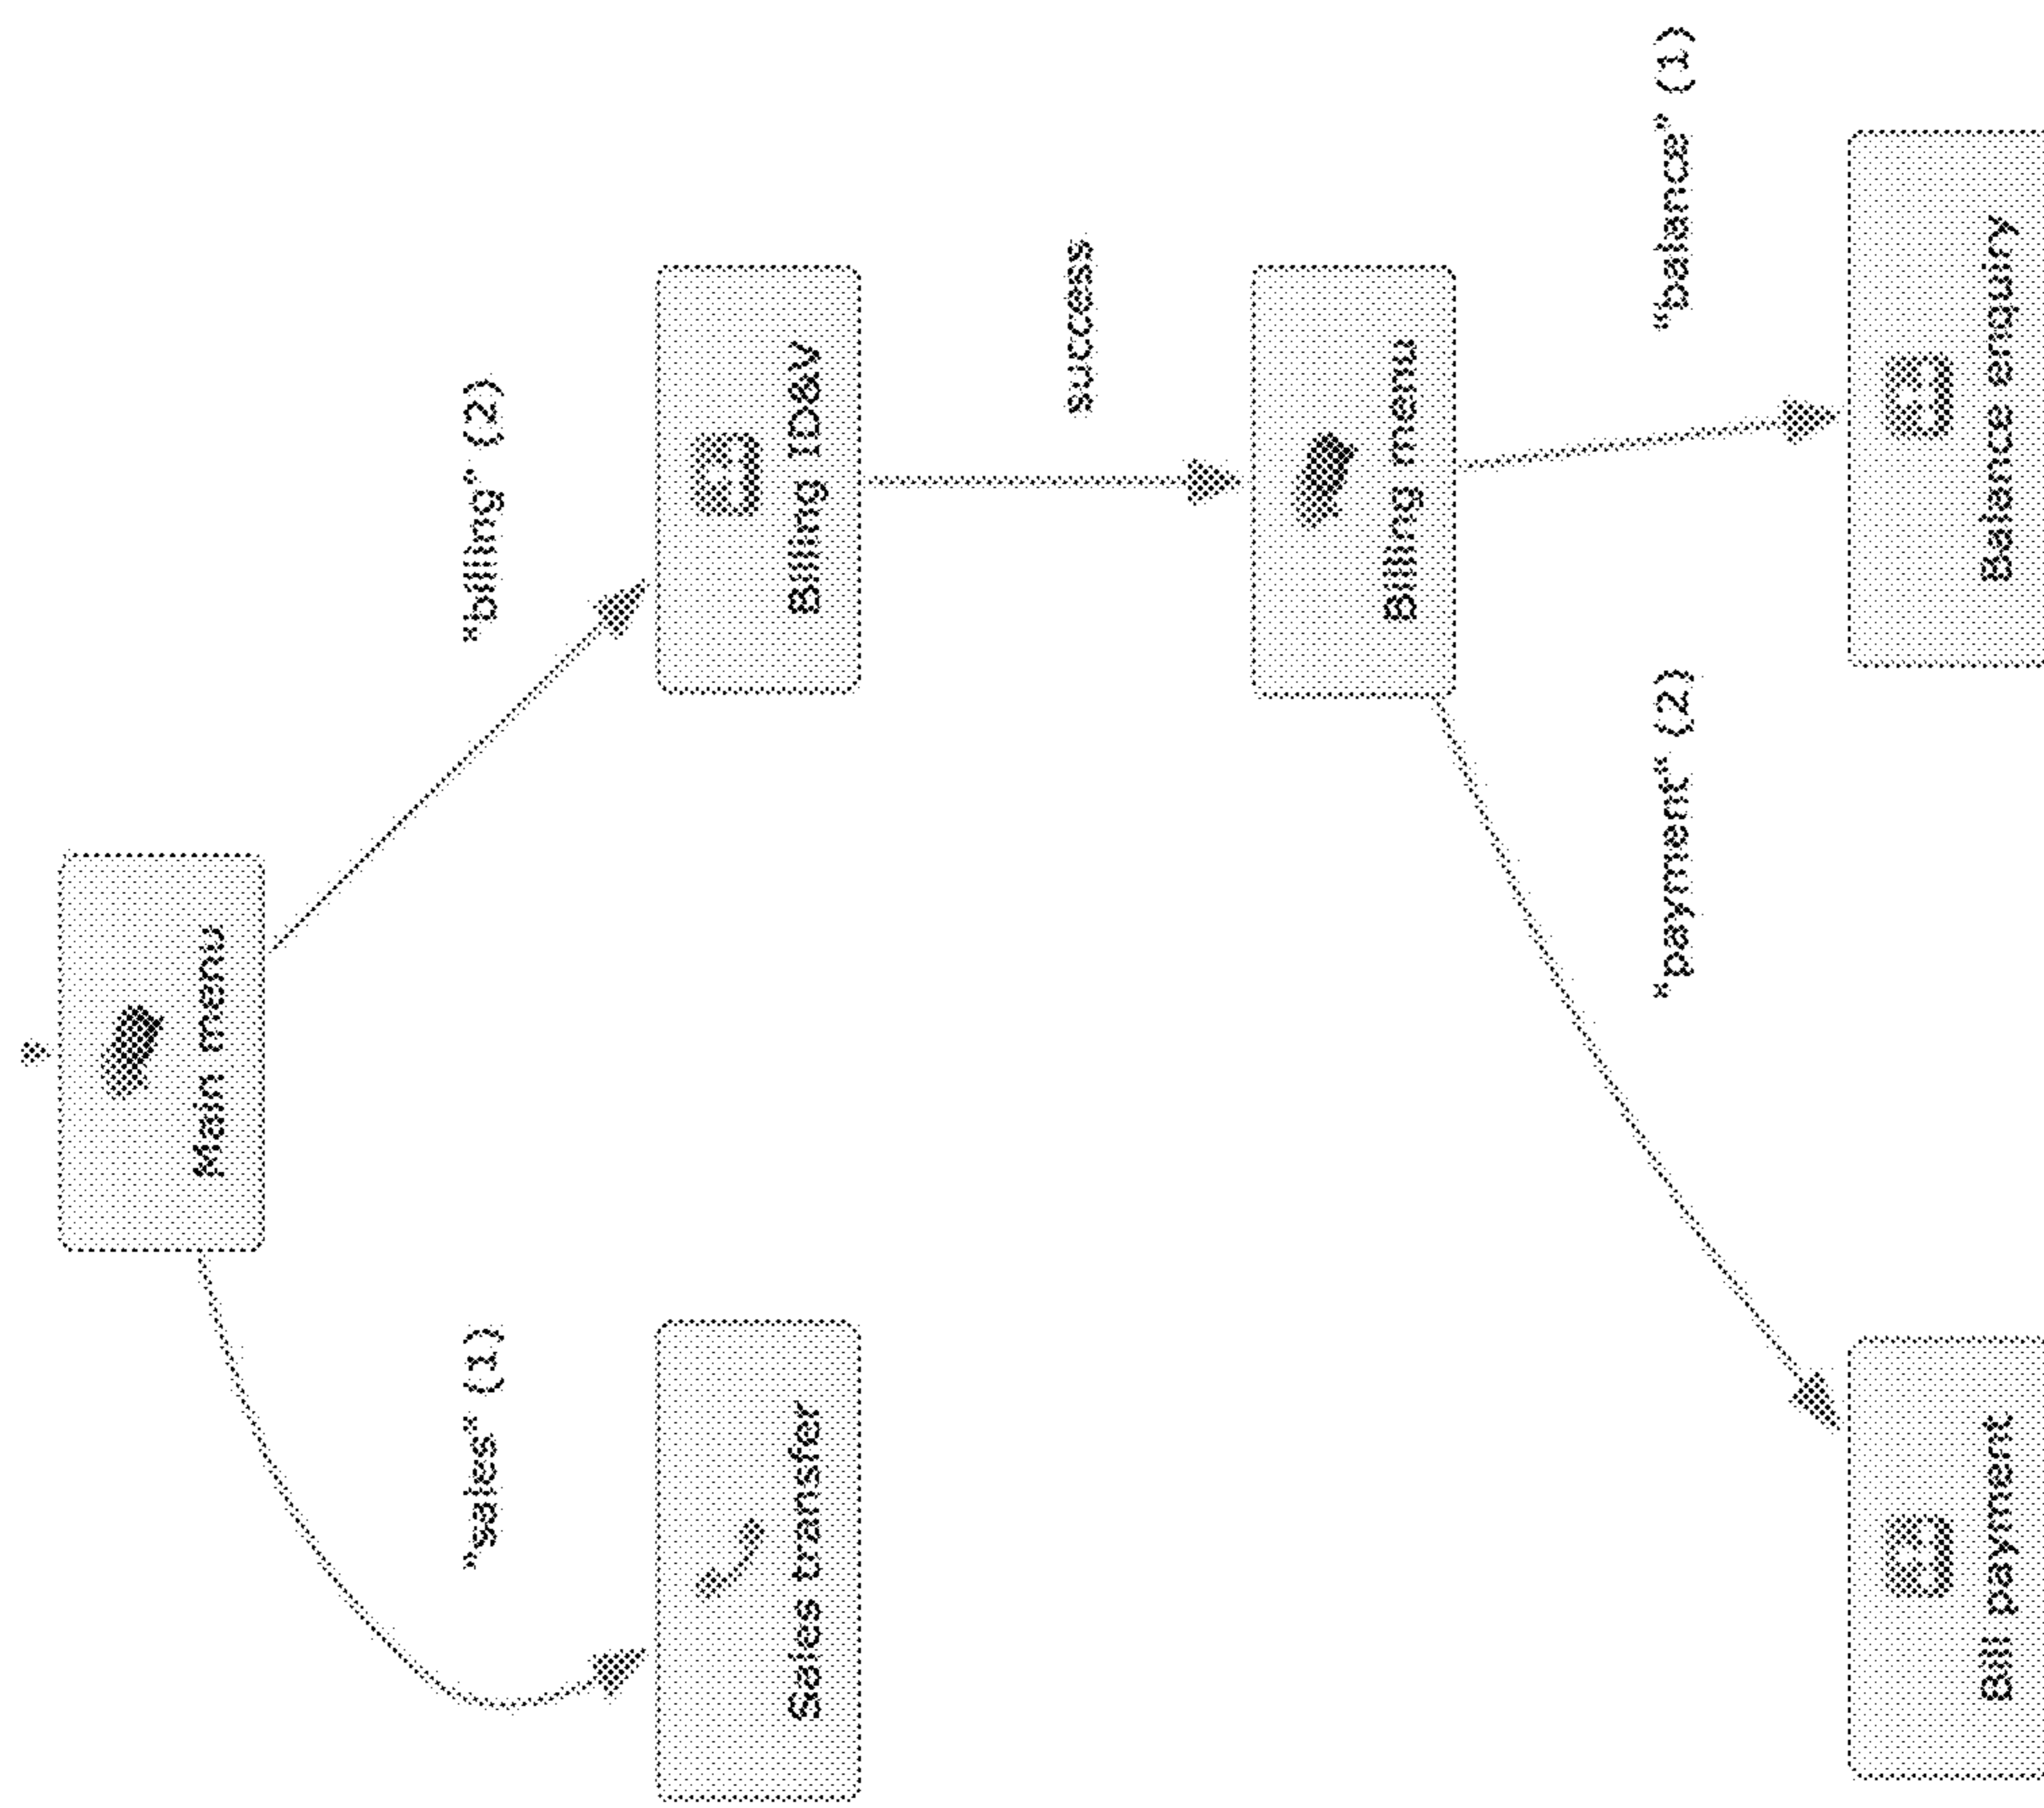 Main menu
"sales" (1)
"billing" (2)
Sales transfer
Billing ID&V
success
Billing menu
"payment" (2)
"balance" (1)
Bill payment
Balance enquiry